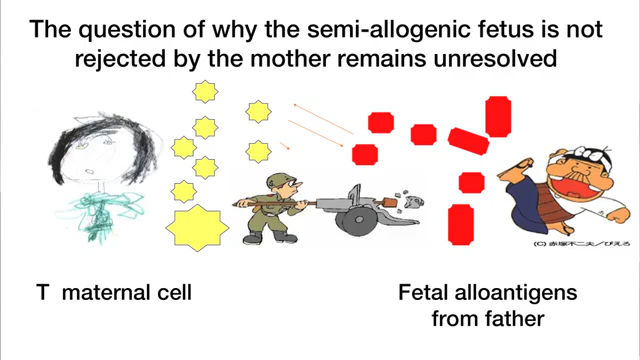 The question of why the semi-allogenic fetus is not
rejected by the mother remains unresolved
(C) 赤塚不二夫／ぴえろ
T maternal cell
Fetal alloantigens
from father